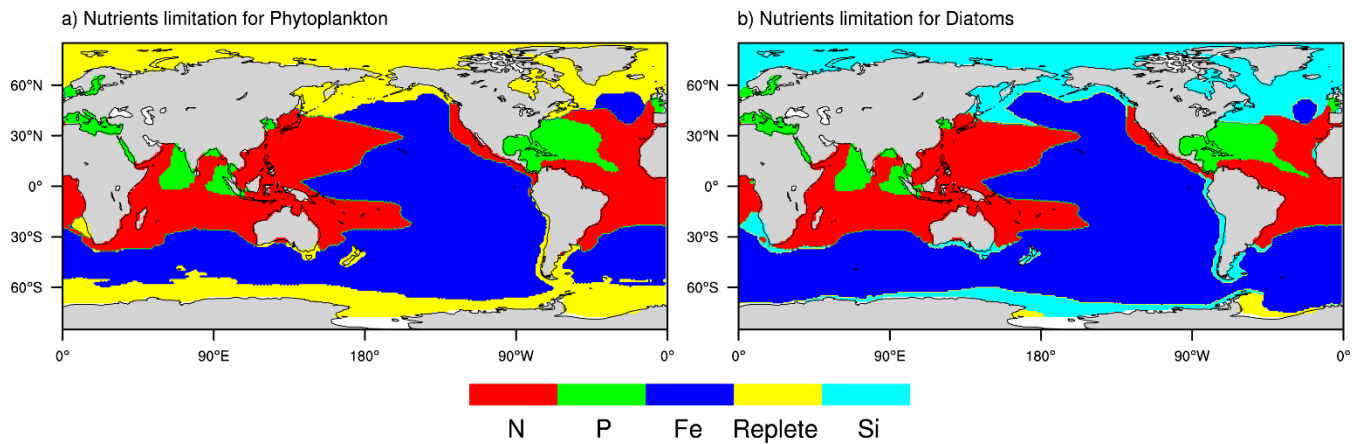 a) Nutrients limitation for Phytoplankton
b) Nutrients limitation for Diatoms
60°N
30°N
0°
30°S
60°S
0°
90°E
180°
90°W
0°
60°N
30°N
0°
30°S
60°S
0°
90°E
180°
90°W
0°
N
P
Fe
Replete
Si